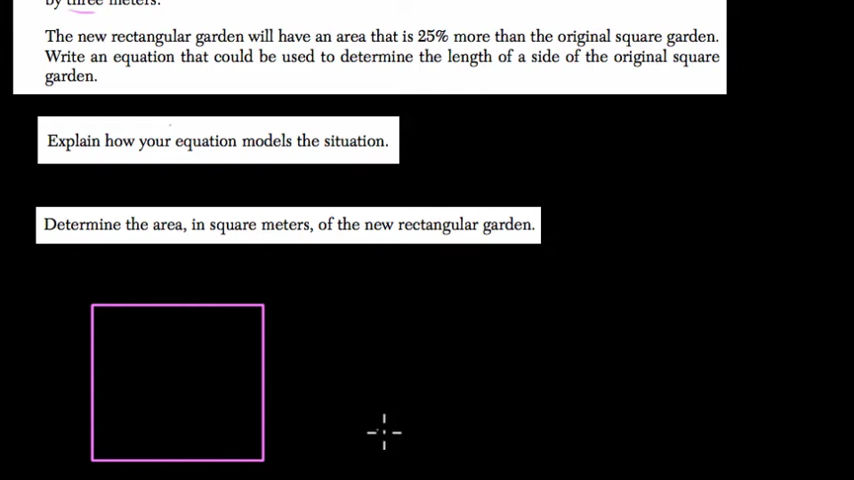 by three meters.
The new rectangular garden will have an area that is 25% more than the original square garden.
Write an equation that could be used to determine the length of a side of the original square
garden.
Explain how your equation models the situation.
Determine the area, in square meters, of the new rectangular garden.